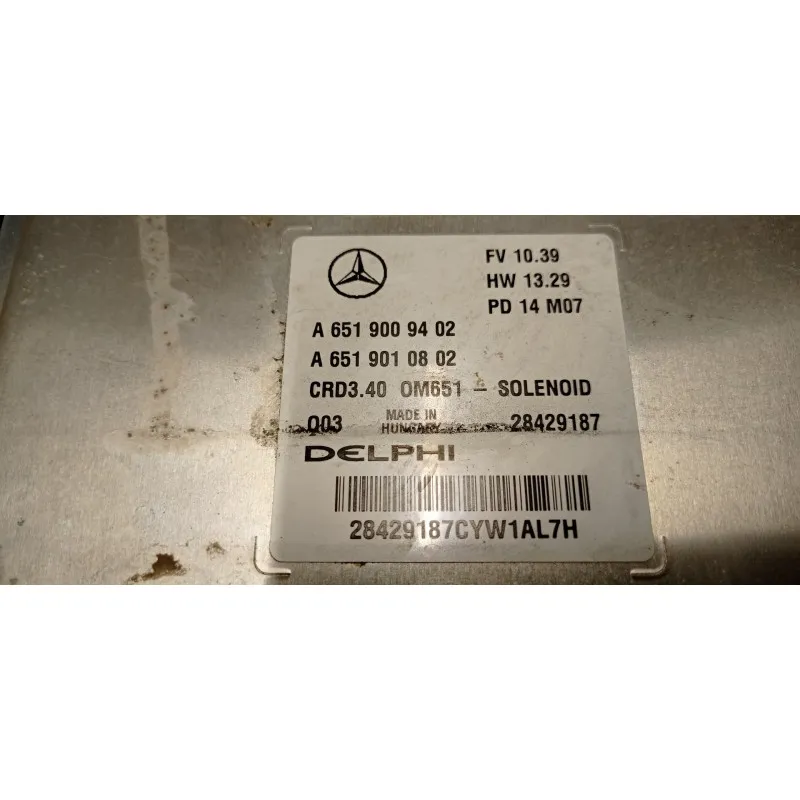 FV 10.39
HW 13.29
PD 14 M07
A 651 900 94 02
A 651 901 08 02
CRD3.40 OM651 - SOLENOID
Q03 MADE IN HUNGARY 28429187
DELPHI
28429187CYW1AL7H